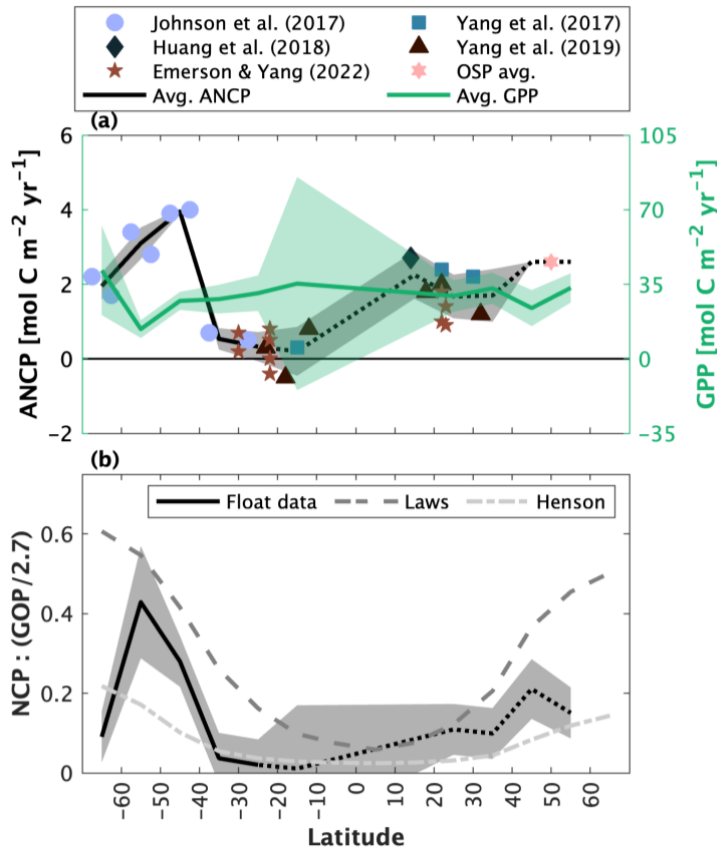 Johnson et al. (2017) Yang et al. (2017)
Huang et al. (2018) Yang et al. (2019)
Emerson & Yang (2022) OSP avg.
Avg. ANCP Avg. GPP
(a)
6 105
4 70
2 35
0 0
-2 -35
ANCP [mol C m⁻² yr⁻¹]
GPP [mol C m⁻² yr⁻¹]
(b)
Float data Laws Henson
0.6
0.4
0.2
0
NCP : (GOP/2.7)
-60 -50 -40 -30 -20 -10 0 10 20 30 40 50 60
Latitude